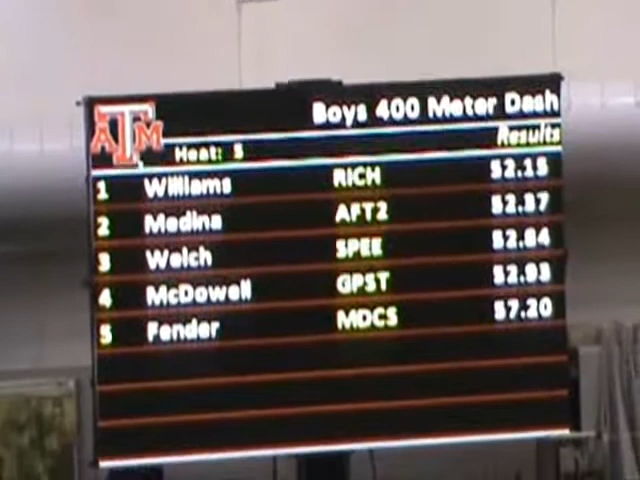 Boys 400 Meter Dash
ATM
Results
Heat: 5
1 Williams RICH 52.15
2 Medina AFT2 52.37
3 Welch SPEE 52.84
4 McDowell GPST 52.93
5 Fender MDCS 57.20